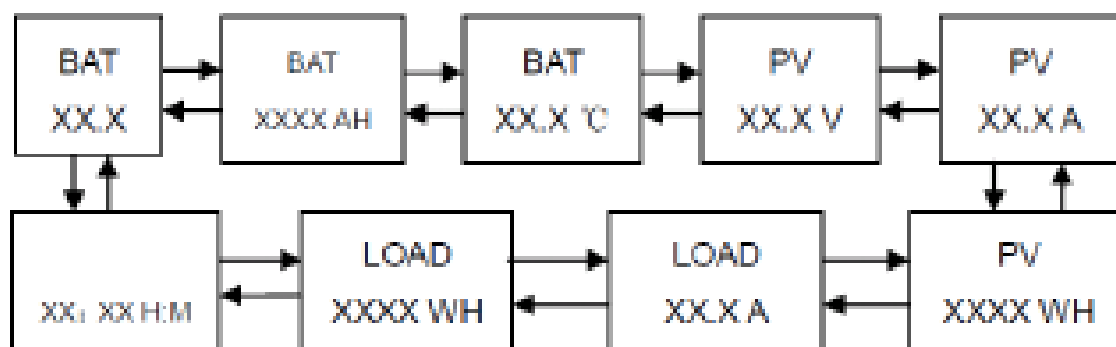 BAT
XX.X
BAT
XXXX AH
BAT
XX.X ℃
PV
XX.X V
PV
XX.X A
XX: XX H:M
LOAD
XXXX WH
LOAD
XX.X A
PV
XXXX WH